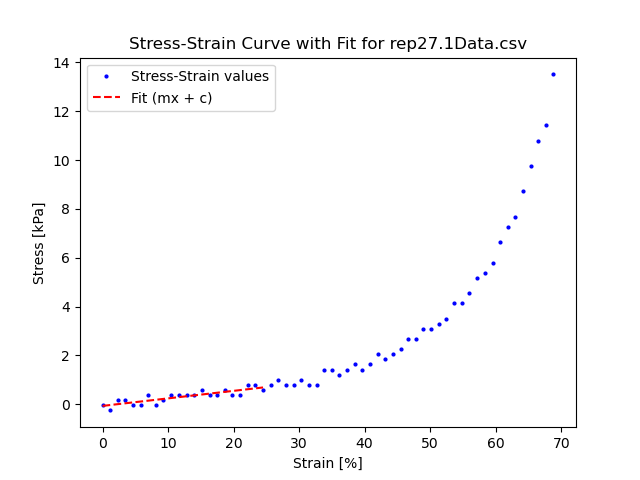 Stress-Strain Curve with Fit for rep27.1Data.csv
Stress-Strain values
Fit (mx + c)
14
12
10
8
6
4
2
0
Stress [kPa]
0 10 20 30 40 50 60 70
Strain [%]